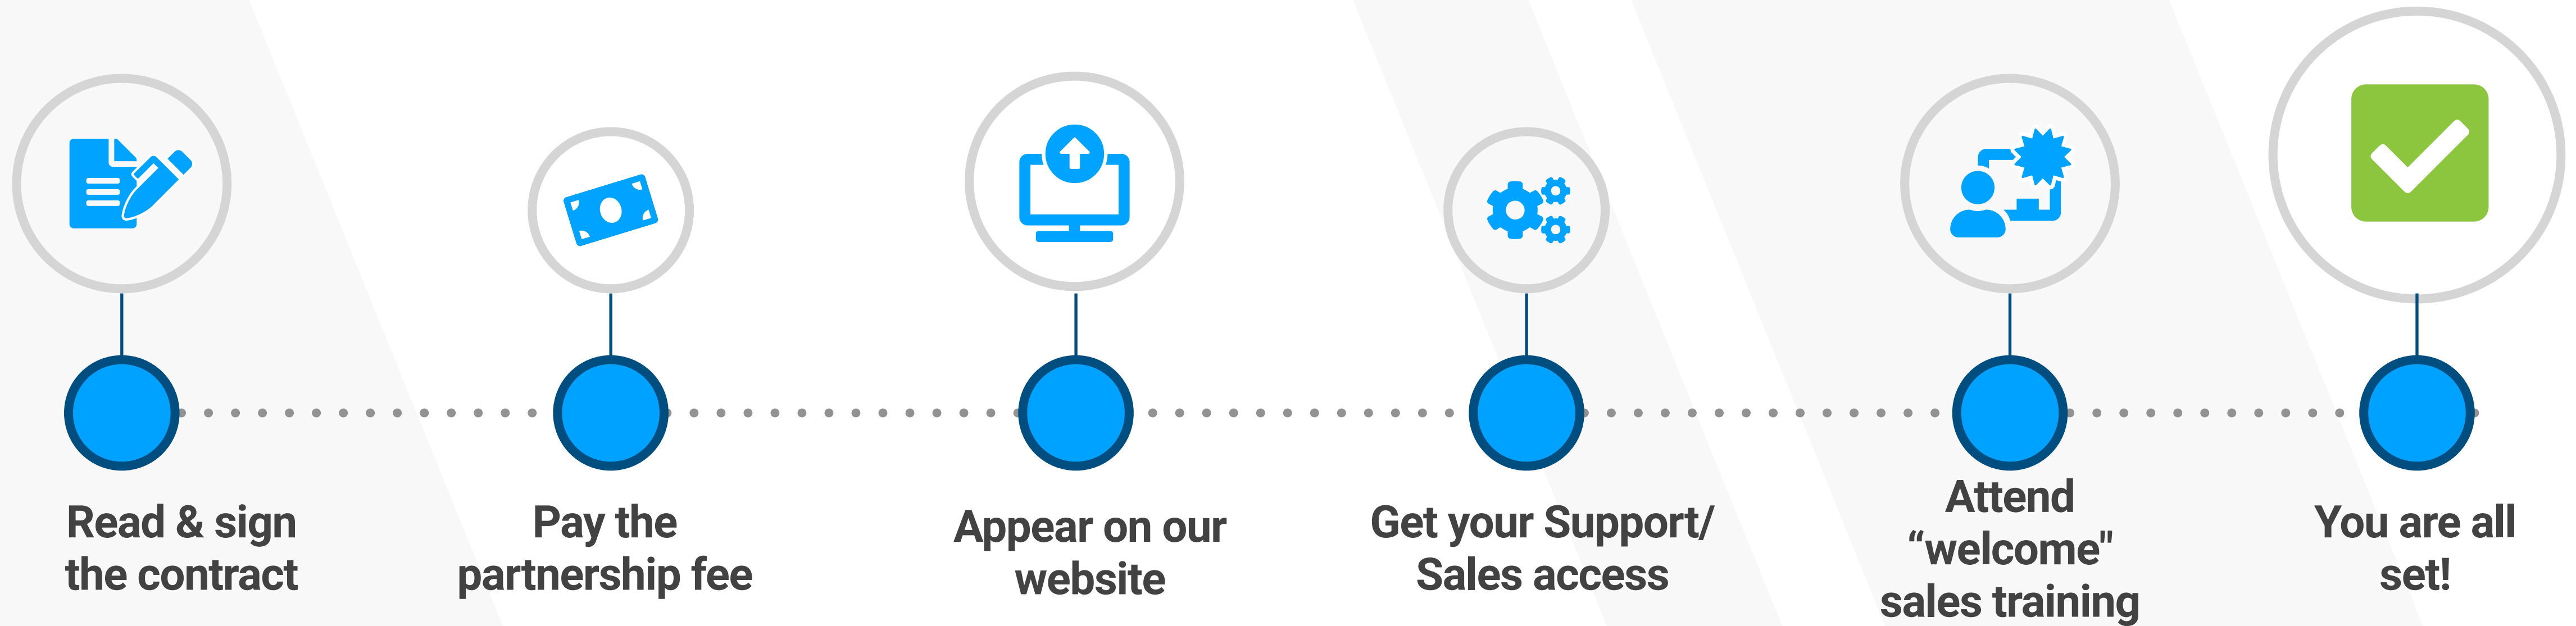 Read & sign
the contract
Pay the
partnership fee
Appear on our
website
Get your Support/
Sales access
Attend
“welcome"
sales training
You are all
set!